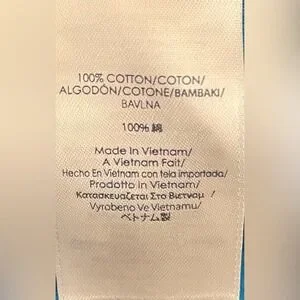 100% COTTON/COTON/
ALGODÓN/COTONE/BAMBAKI/
BAVLNA
100% 綿
Made In Vietnam/
A Vietnam Fait/
Hecho En Vietnam con tela importada/
Prodotto in Vietnam/
Κατασκευάζεται Στο Βιετναμ /
Vyrobeno Ve Vietnamu/
ベトナム製